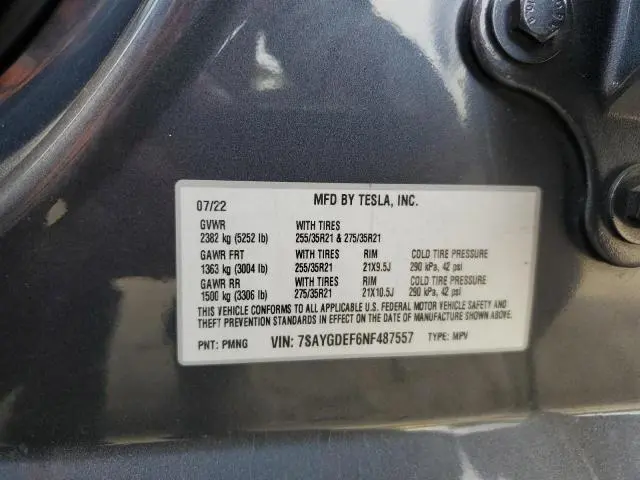 07/22 MFD BY TESLA, INC.
GVWR WITH TIRES
2382 kg (5252 lb) 255/35R21 & 275/35R21
GAWR FRT WITH TIRES RIM COLD TIRE PRESSURE
1363 kg (3004 lb) 255/35R21 21X9.5J 290 kPa, 42 psi
GAWR RR WITH TIRES RIM COLD TIRE PRESSURE
1500 kg (3306 lb) 275/35R21 21X10.5J 290 kPa, 42 psi
THIS VEHICLE CONFORMS TO ALL APPLICABLE U.S. FEDERAL MOTOR VEHICLE SAFETY AND
THEFT PREVENTION STANDARDS IN EFFECT ON THE DATE OF MANUFACTURE SHOWN ABOVE.
PNT: PMNG VIN: 7SAYGDEF6NF487557 TYPE: MPV